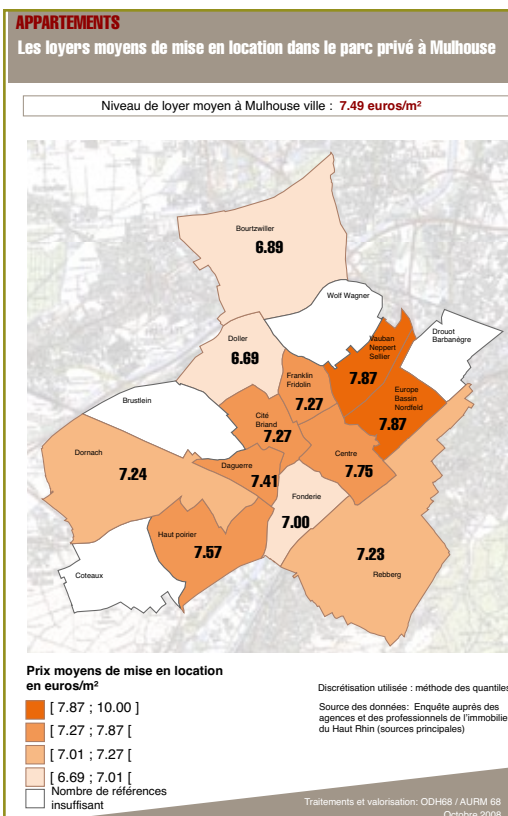 APPARTEMENTS
Les loyers moyens de mise en location dans le parc privé à Mulhouse
Niveau de loyer moyen à Mulhouse ville : 7.49 euros/m²
Bourtzwiller
6.89
Wolf Wagner
Drouot
Barbanègre
Doller
6.69
Vauban
Neppert
Sellier
7.87
Franklin
Fridolin
7.27
Europe
Bassin
Nordfeld
7.87
Brustlein
Cité
Briand
7.27
Dornach
7.24
Daguerre
7.41
Centre
7.75
Fonderie
7.00
Haut poirier
7.57
7.23
Rebberg
Coteaux
Prix moyens de mise en location
en euros/m²
[ 7.87 ; 10.00 ]
[ 7.27 ; 7.87 [
[ 7.01 ; 7.27 [
[ 6.69 ; 7.01 [
Nombre de références
insuffisant
Discrétisation utilisée : méthode des quantiles
Source des données: Enquête auprès des
agences et des professionnels de l'immobilie
du Haut Rhin (sources principales)
Traitements et valorisation: ODH68 / AURM 68
Octobre 2008